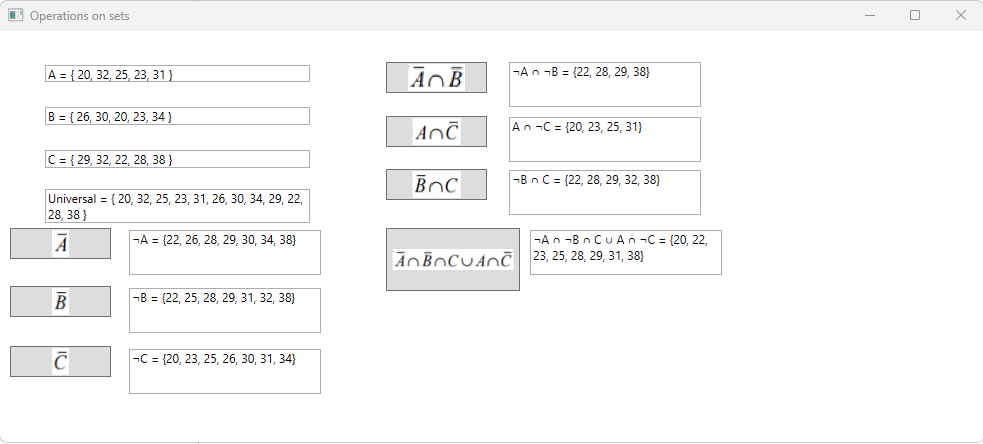 Operations on sets
A = { 20, 32, 25, 23, 31 }
B = { 26, 30, 20, 23, 34 }
C = { 29, 32, 22, 28, 38 }
Universal = { 20, 32, 25, 23, 31, 26, 30, 34, 29, 22,
28, 38 }
A̅
¬A = {22, 26, 28, 29, 30, 34, 38}
B̅
¬B = {22, 25, 28, 29, 31, 32, 38}
C̅
¬C = {20, 23, 25, 26, 30, 31, 34}
A̅∩B̅
¬A ∩ ¬B = {22, 28, 29, 38}
A∩C̅
A ∩ ¬C = {20, 23, 25, 31}
B̅∩C
¬B ∩ C = {22, 28, 29, 32, 38}
A̅∩B̅∩C∪A∩C̅
¬A ∩ ¬B ∩ C ∪ A ∩ ¬C = {20, 22,
23, 25, 28, 29, 31, 38}